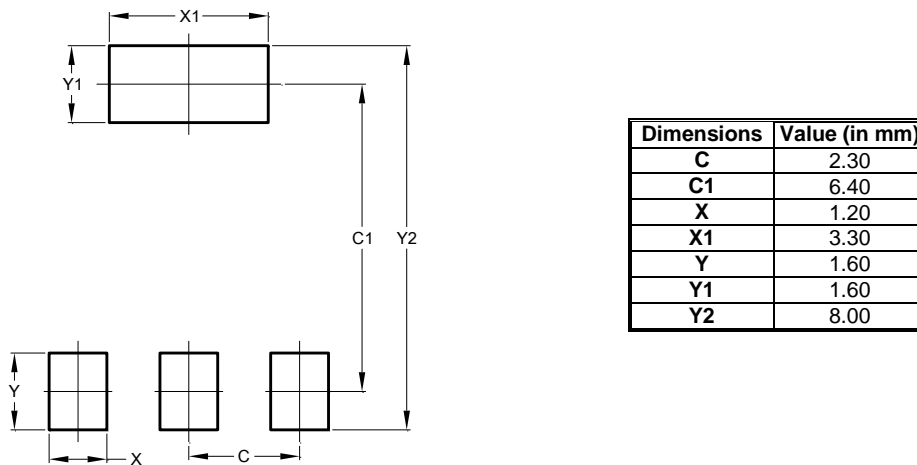 X1
Y1
C1
Y2
Y
X
C
Dimensions Value (in mm)
C 2.30
C1 6.40
X 1.20
X1 3.30
Y 1.60
Y1 1.60
Y2 8.00